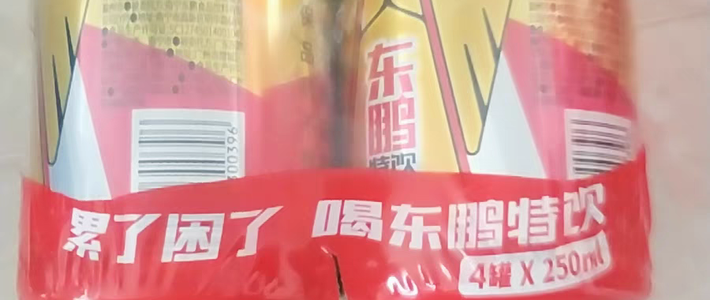 东鹏
特饮
累了困了 喝东鹏特饮
4罐 X 250ml